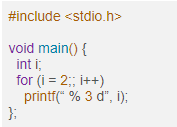 #include <stdio.h>
void main() {
int i;
for (i = 2;; i++)
printf(“ % 3 d”, i);
};